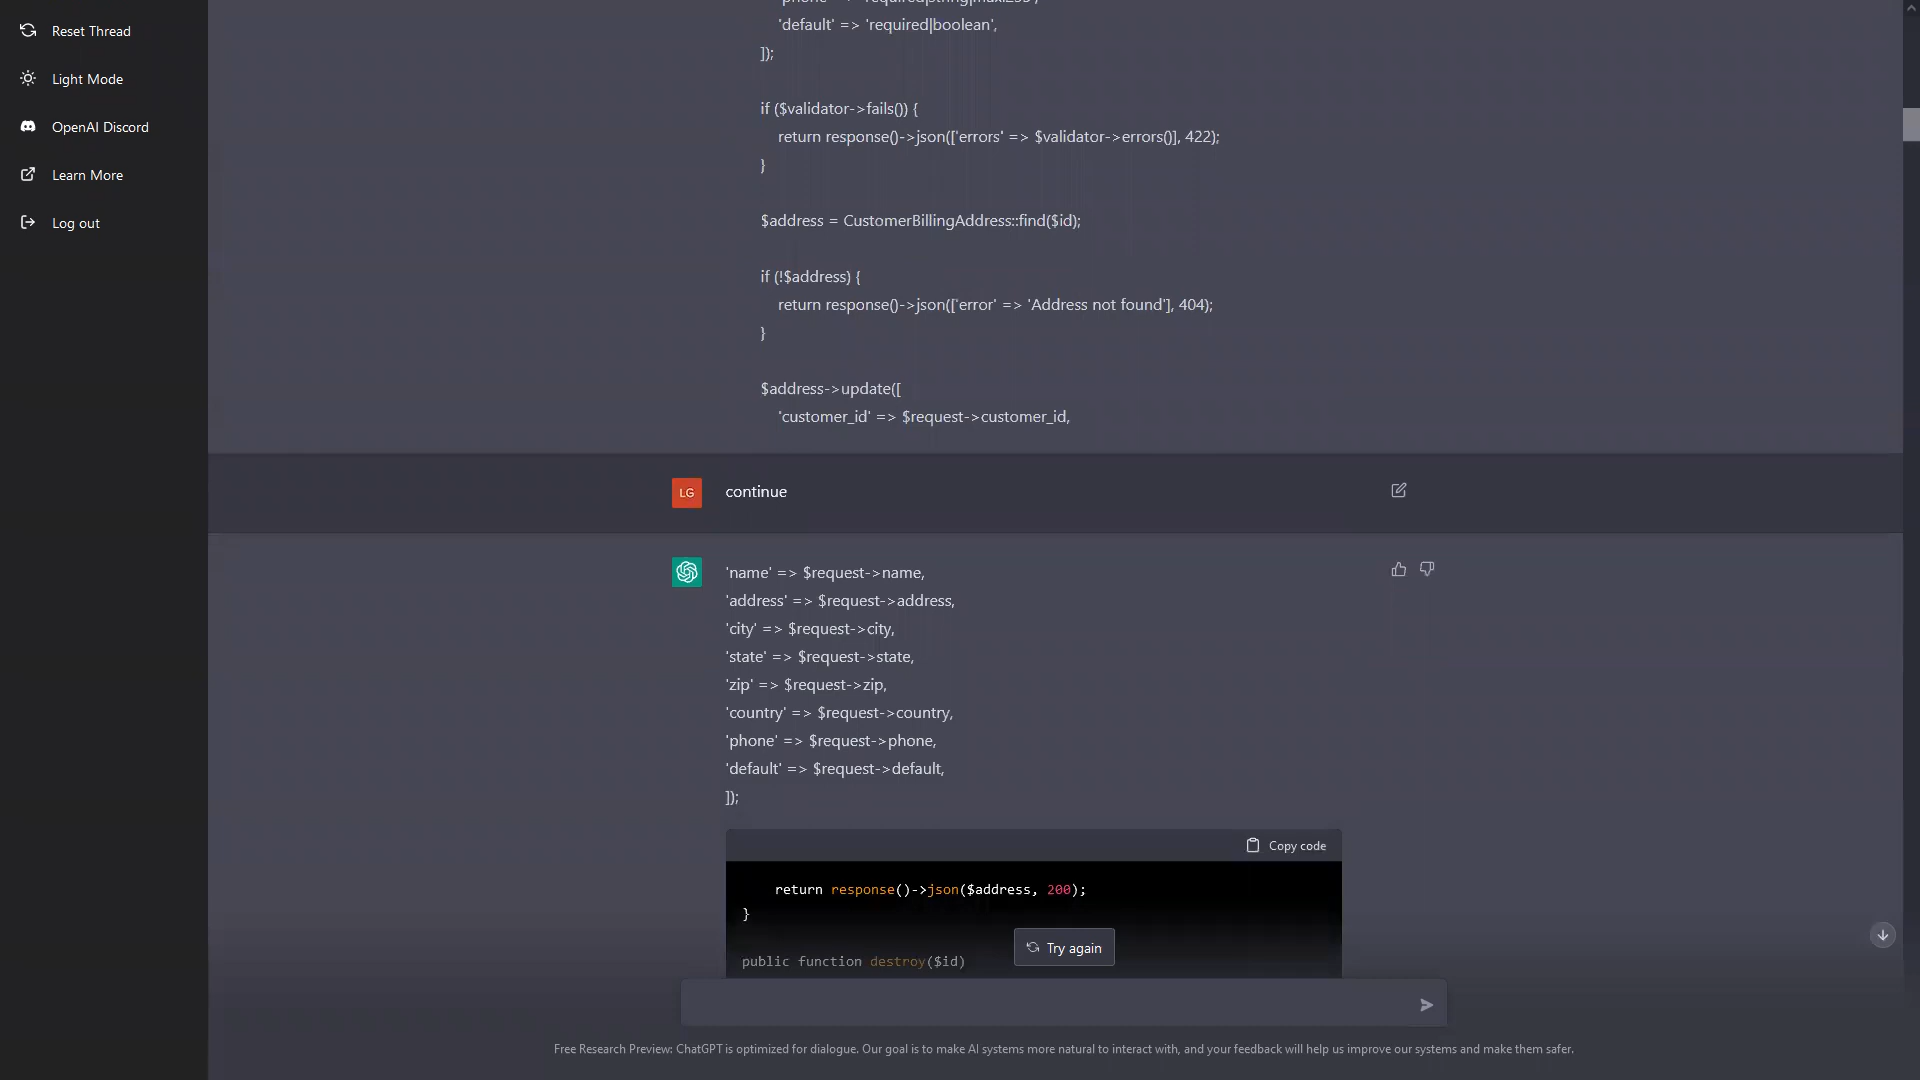 Reset Thread
Light Mode
OpenAI Discord
Learn More
Log out
'default' => 'required|boolean',
]);
if ($validator->fails()) {
return response()->json(['errors' => $validator->errors()], 422);
}
$address = CustomerBillingAddress::find($id);
if (!$address) {
return response()->json(['error' => 'Address not found'], 404);
}
$address->update([
'customer_id' => $request->customer_id,
LG continue
'name' => $request->name,
'address' => $request->address,
'city' => $request->city,
'state' => $request->state,
'zip' => $request->zip,
'country' => $request->country,
'phone' => $request->phone,
'default' => $request->default,
]);
Copy code
return response()->json($address, 200);
}
public function destroy($id)
Try again
Free Research Preview: ChatGPT is optimized for dialogue. Our goal is to make AI systems more natural to interact with, and your feedback will help us improve our systems and make them safer.